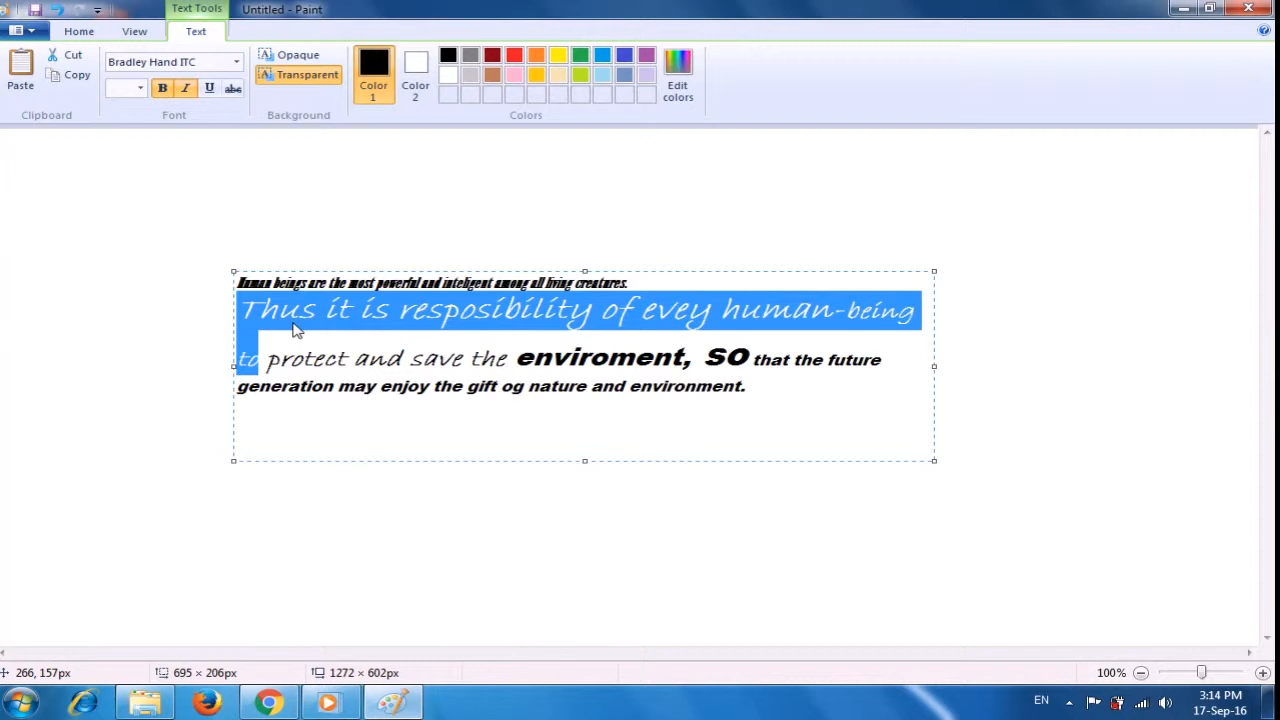 Text Tools
Untitled - Paint
Home View Text
Paste
Cut
Copy
Clipboard
Bradley Hand ITC
B I U abc
Font
Opaque
Transparent
Background
Color 1
Color 2
Edit colors
Colors
Human beings are the most powerful and inteligent among all living creatures.
Thus it is resposibility of evey human-being
to protect and save the enviroment, SO that the future
generation may enjoy the gift og nature and environment.
266, 157px 695 × 206px 1272 × 602px 100%
EN 3:14 PM
17-Sep-16